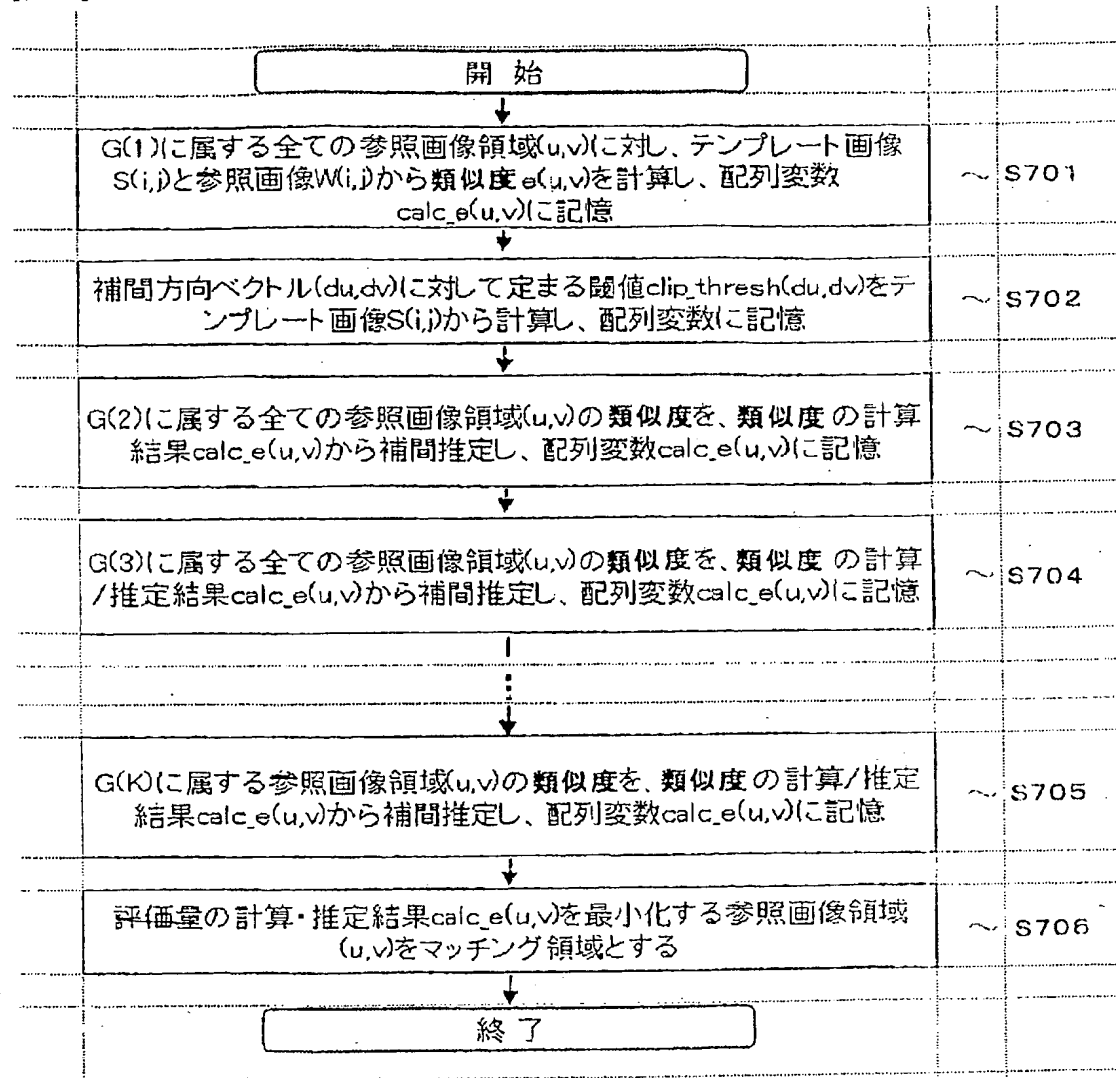 開 始
G(1)に属する全ての参照画像領域(u,v)に対し、テンプレート画像
S(i,j)と参照画像W(i,j)から類似度e(u,v)を計算し、配列変数
calc_e(u,v)に記憶
~ S701
補間方向ベクトル(du,dv)に対して定まる閾値clip_thresh(du,dv)をテ
ンプレート画像S(i,j)から計算し、配列変数に記憶
~ S702
G(2)に属する全ての参照画像領域(u,v)の類似度を、類似度の計算
結果calc_e(u,v)から補間推定し、配列変数calc_e(u,v)に記憶
~ S703
G(3)に属する全ての参照画像領域(u,v)の類似度を、類似度の計算
/推定結果calc_e(u,v)から補間推定し、配列変数calc_e(u,v)に記憶
~ S704
G(K)に属する参照画像領域(u,v)の類似度を、類似度の計算/推定
結果calc_e(u,v)から補間推定し、配列変数calc_e(u,v)に記憶
~ S705
評価量の計算・推定結果calc_e(u,v)を最小化する参照画像領域
(u,v)をマッチング領域とする
~ S706
終 了